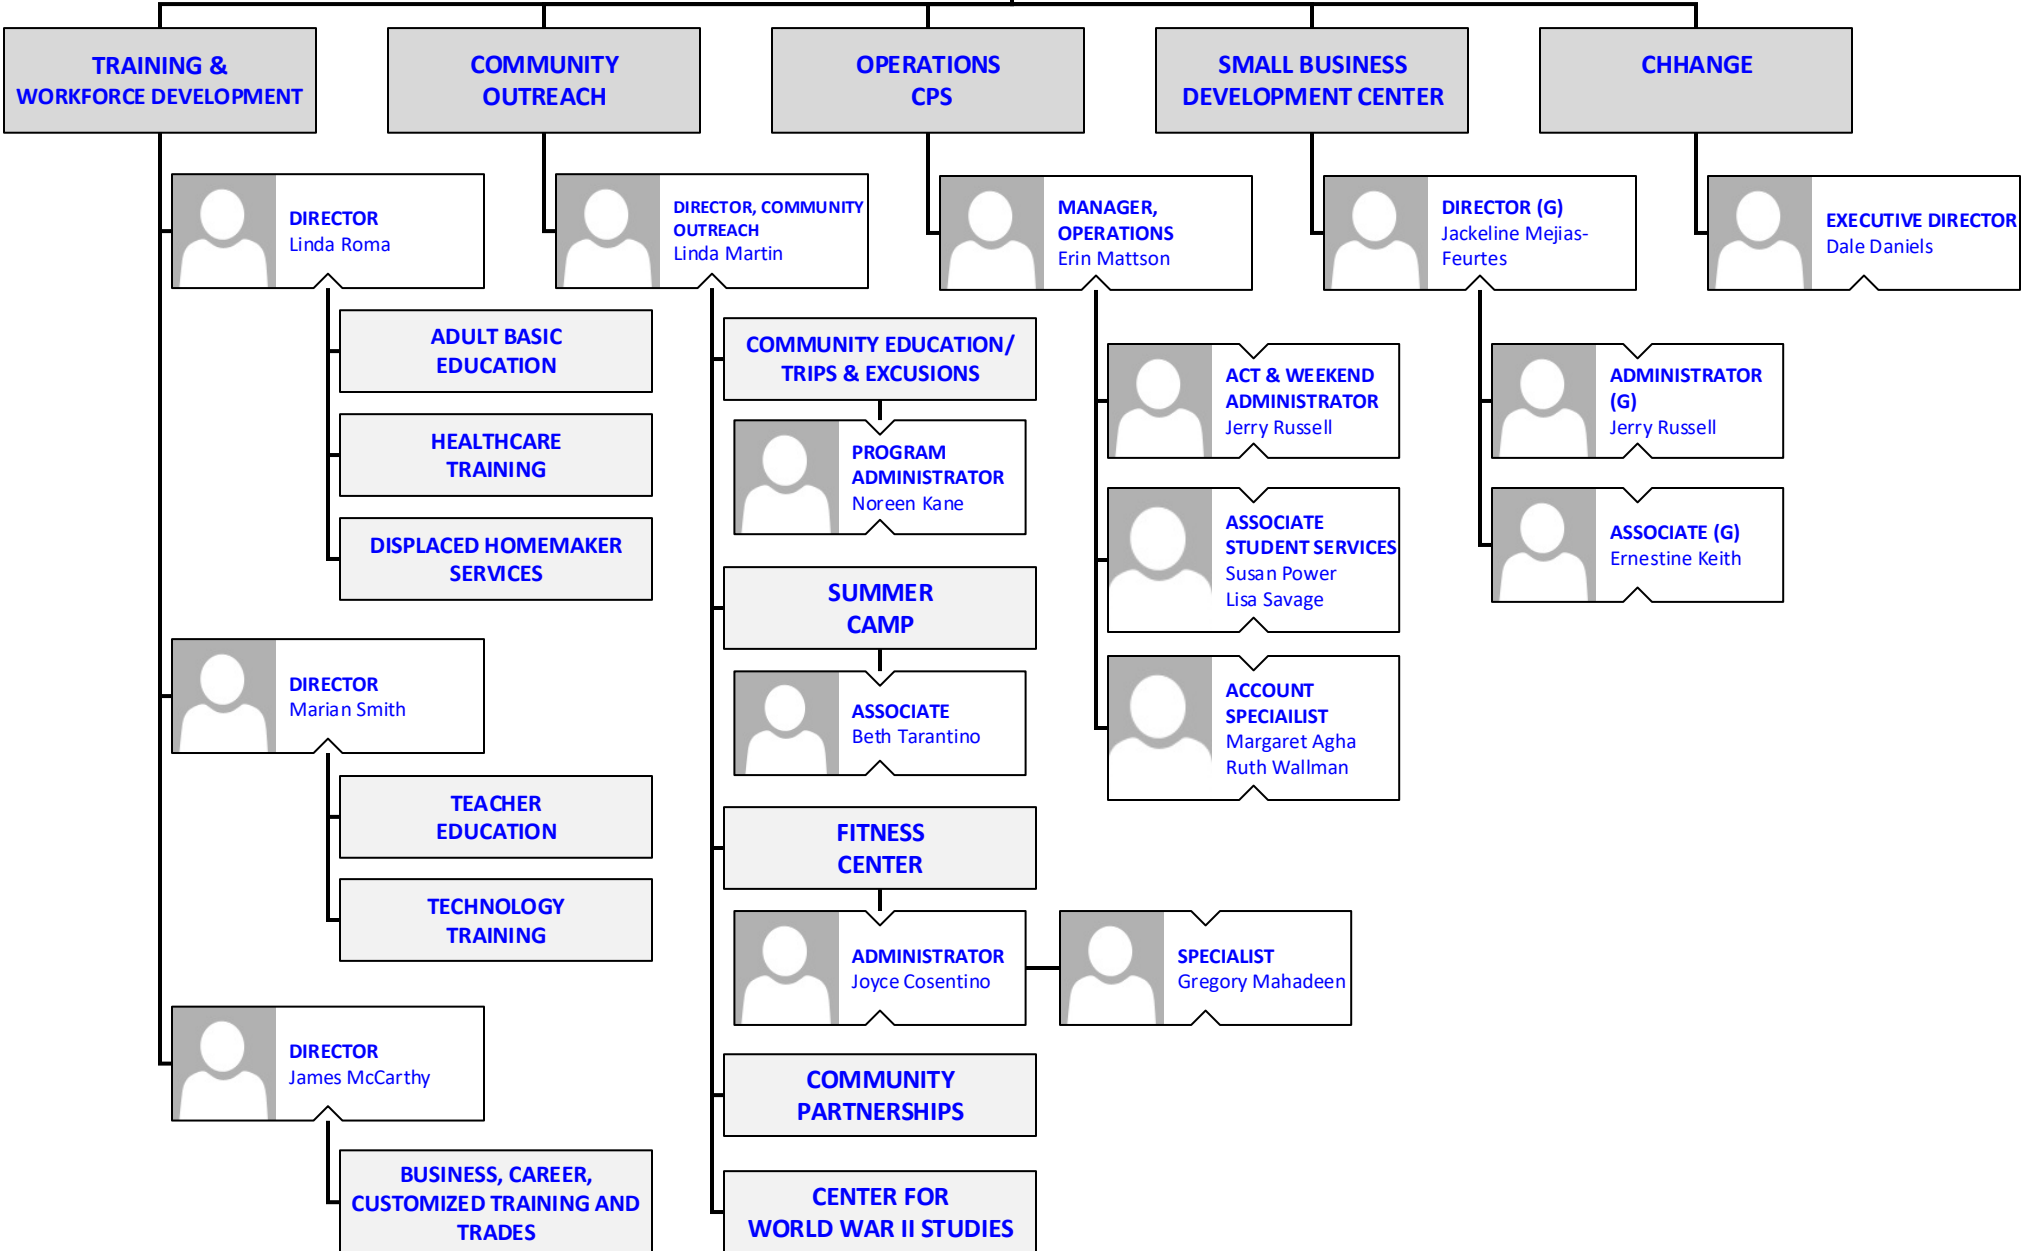 TRAINING &
WORKFORCE DEVELOPMENT
COMMUNITY
OUTREACH
OPERATIONS
CPS
SMALL BUSINESS
DEVELOPMENT CENTER
CHHANGE
DIRECTOR
Linda Roma
ADULT BASIC
EDUCATION
HEALTHCARE
TRAINING
DISPLACED HOMEMAKER
SERVICES
DIRECTOR
Marian Smith
TEACHER
EDUCATION
TECHNOLOGY
TRAINING
DIRECTOR
James McCarthy
BUSINESS, CAREER,
CUSTOMIZED TRAINING AND
TRADES
DIRECTOR, COMMUNITY
OUTREACH
Linda Martin
COMMUNITY EDUCATION/
TRIPS & EXCUSIONS
PROGRAM
ADMINISTRATOR
Noreen Kane
SUMMER
CAMP
ASSOCIATE
Beth Tarantino
FITNESS
CENTER
ADMINISTRATOR
Joyce Cosentino
SPECIALIST
Gregory Mahadeen
COMMUNITY
PARTNERSHIPS
CENTER FOR
WORLD WAR II STUDIES
MANAGER,
OPERATIONS
Erin Mattson
ACT & WEEKEND
ADMINISTRATOR
Jerry Russell
ASSOCIATE
STUDENT SERVICES
Susan Power
Lisa Savage
ACCOUNT
SPECIAILIST
Margaret Agha
Ruth Wallman
DIRECTOR (G)
Jackeline Mejias-
Feurtes
ADMINISTRATOR
(G)
Jerry Russell
ASSOCIATE (G)
Ernestine Keith
EXECUTIVE DIRECTOR
Dale Daniels